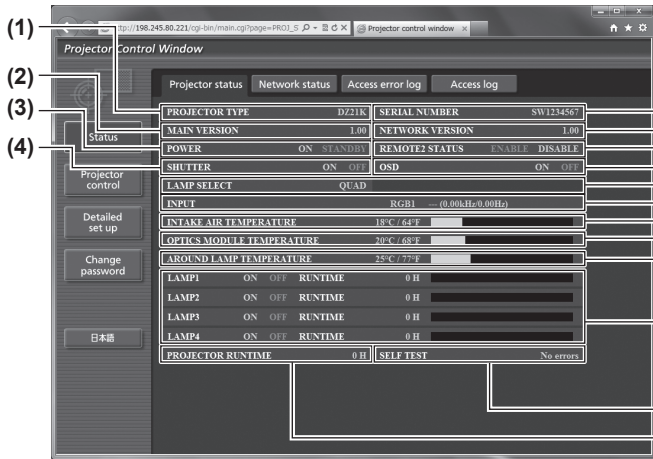 (1)
(2)
(3)
(4)
198.245.80.221/cgi-bin/main.cgi?page=PROJ_S
Projector control window
Projector Control Window
Status
Projector control
Detailed set up
Change password
日本語
Projector status Network status Access error log Access log
PROJECTOR TYPE DZ21K SERIAL NUMBER SW1234567
MAIN VERSION 1.00 NETWORK VERSION 1.00
POWER ON STANDBY REMOTE2 STATUS ENABLE DISABLE
SHUTTER ON OFF OSD ON OFF
LAMP SELECT QUAD
INPUT RGB1 --- (0.00kHz/0.00Hz)
INTAKE AIR TEMPERATURE 18°C / 64°F
OPTICS MODULE TEMPERATURE 20°C / 68°F
AROUND LAMP TEMPERATURE 25°C / 77°F
LAMP1 ON OFF RUNTIME 0 H
LAMP2 ON OFF RUNTIME 0 H
LAMP3 ON OFF RUNTIME 0 H
LAMP4 ON OFF RUNTIME 0 H
PROJECTOR RUNTIME 0 H SELF TEST No errors